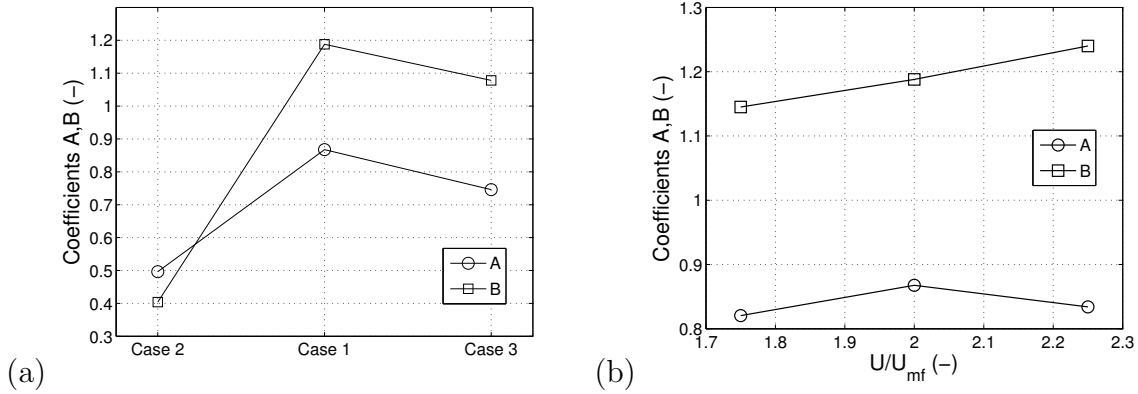 Coefficients A,B (−)
1.2
1.1
1
0.9
0.8
0.7
0.6
0.5
0.4
0.3
Case 2
Case 1
Case 3
A
B
(a)
Coefficients A,B (−)
1.3
1.2
1.1
1
0.9
0.8
1.7
1.8
1.9
2
2.1
2.2
2.3
U/Umf (−)
A
B
(b)